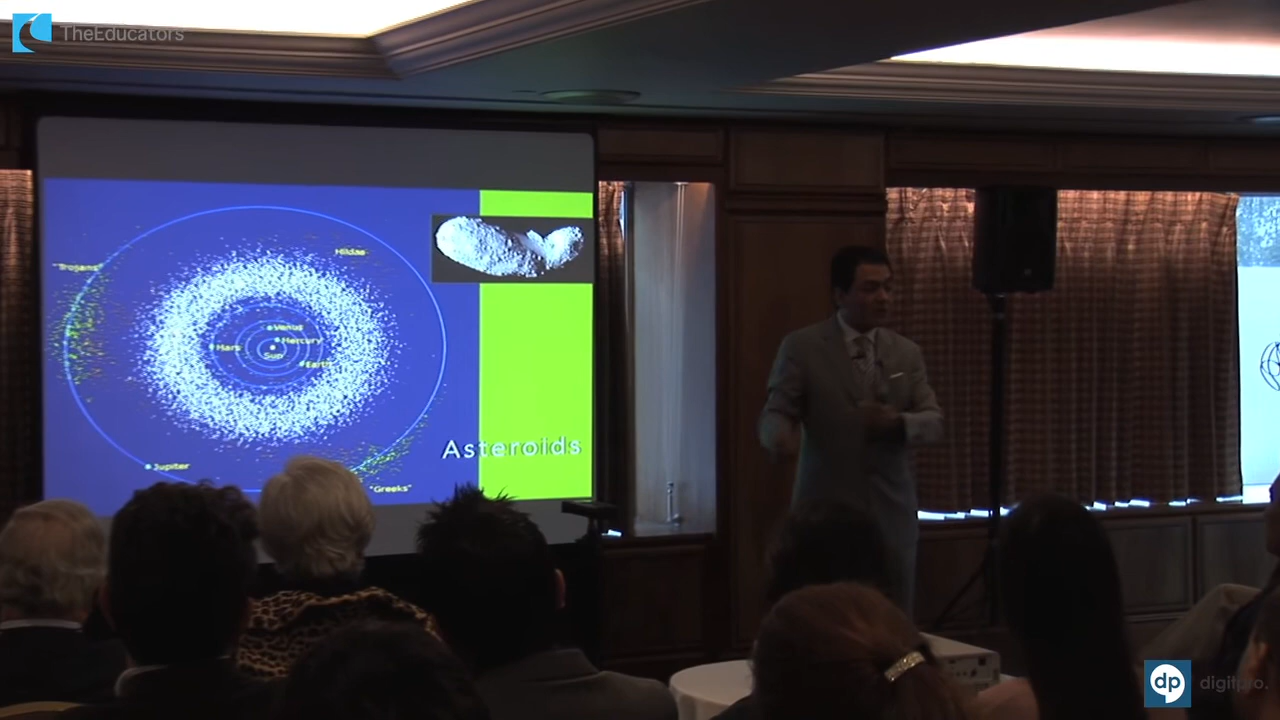 TheEducators
Hildas
"Trojans"
Venus
Mercury
Mars
Sun
Earth
Asteroids
Jupiter
"Greeks"
dp digitpro.